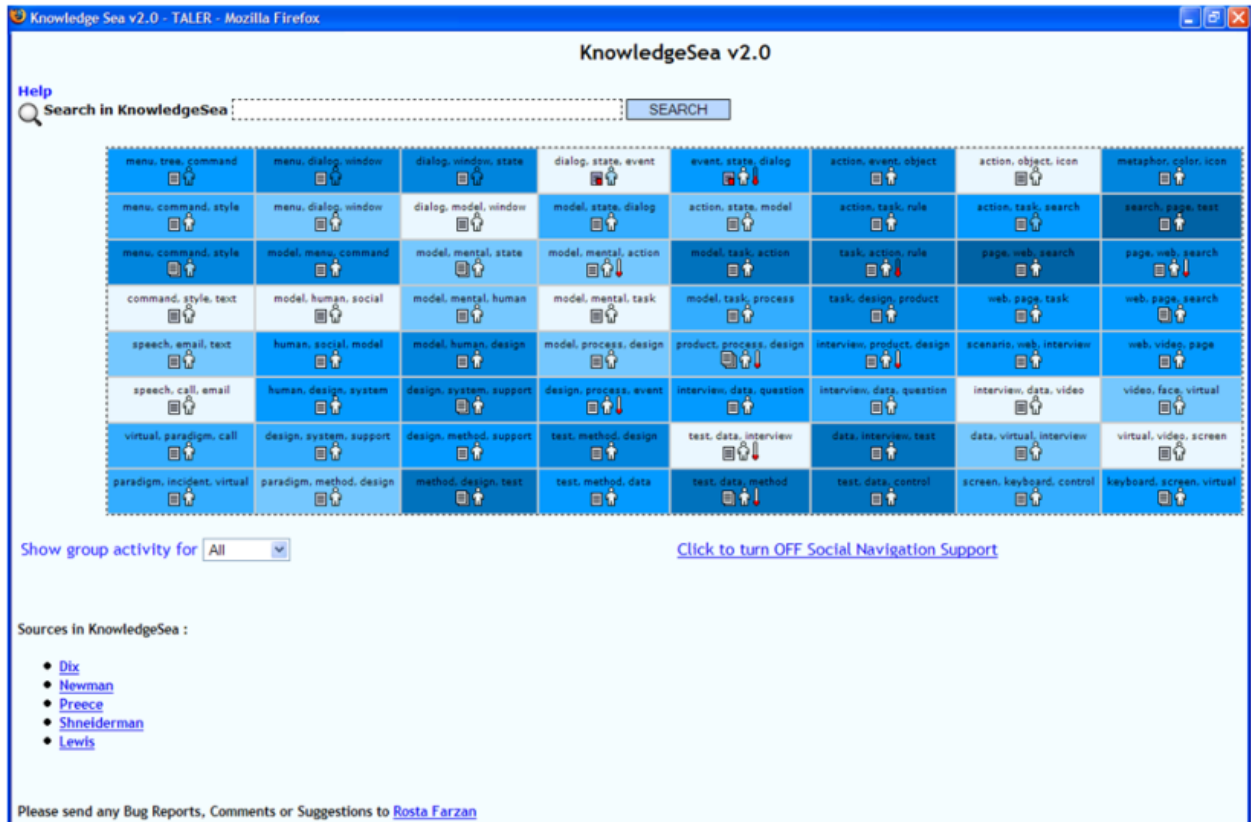 Knowledge Sea v2.0 - TALER - Mozilla Firefox
KnowledgeSea v2.0
Help
Search in KnowledgeSea SEARCH
menu, tree, command menu, dialog, window dialog, window, state dialog, state, event event, state, dialog action, event, object action, object, icon metaphor, color, icon
menu, command, style menu, dialog, window dialog, model, window model, state, dialog action, state, model action, task, rule action, task, search search, page, test
menu, command, style model, menu, command model, mental, state model, mental, action model, task, action task, action, rule page, web, search page, web, search
command, style, text model, human, social model, mental, human model, mental, task model, task, process task, design, product web, page, task web, page, search
speech, email, text human, social, model model, human, design model, process, design product, process, design interview, product, design scenario, web, interview web, video, page
speech, call, email human, design, system design, system, support design, process, event interview, data, question interview, data, question interview, data, video video, face, virtual
virtual, paradigm, call design, system, support design, method, support test, method, design test, data, interview data, interview, test data, virtual, interview virtual, video, screen
paradigm, incident, virtual paradigm, method, design method, design, test test, method, data test, data, method test, data, control screen, keyboard, control keyboard, screen, virtual
Show group activity for All Click to turn OFF Social Navigation Support
Sources in KnowledgeSea :
Dix
Newman
Preece
Shneiderman
Lewis
Please send any Bug Reports, Comments or Suggestions to Rosta Farzan